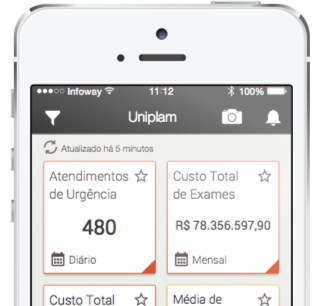 Infoway 11:12 100%
Uniplam
Atualizado há 5 minutos
Atendimentos
de Urgência
480
Diário
Custo Total
de Exames
R$ 78.356.597,90
Mensal
Custo Total
Média de